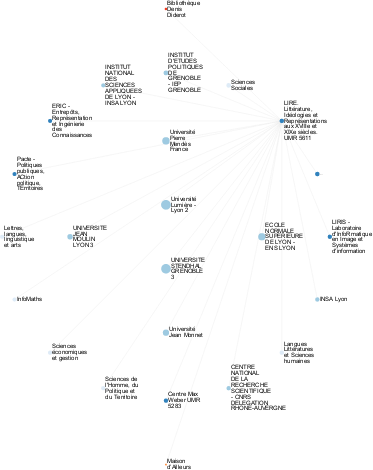 Bibliothèque
Denis
Diderot
INSTITUT
D'ETUDES
POLITIQUES
DE
GRENOBLE
- IEP
GRENOBLE
INSTITUT
NATIONAL
DES
SCIENCES
APPLIQUEES
DE LYON -
INSA LYON
Sciences
Sociales
ERIC -
Entrepôts,
Représentation
et Ingénierie
des
Connaissances
LIRE.
Littérature,
Idéologies et
Représentations
aux XVIIIe et
XIXe siècles.
UMR 5611
Université
Pierre
Mendès
France
Pacte -
Politiques
publiques,
ACtion
politique,
TErritoires
Université
Lumière -
Lyon 2
Lettres,
langues,
linguistique
et arts
UNIVERSITE
JEAN
MOULIN
LYON 3
ECOLE
NORMALE
SUPERIEURE
DE LYON -
ENS LYON
LIRIS -
Laboratoire
d'InfoRmatique
en Image et
Systèmes
d'information
UNIVERSITE
STENDHAL
GRENOBLE
3
InfoMaths
INSA Lyon
Université
Jean Monnet
Sciences
économiques
et gestion
Langues
Littératures
et Sciences
humaines
Sciences de
l'Homme, du
Politique et
du Territoire
Centre Max
Weber UMR
5283
CENTRE
NATIONAL
DE LA
RECHERCHE
SCIENTIFIQUE
- CNRS
DELEGATION
RHONE-AUVERGNE
Maison
d'Ailleurs